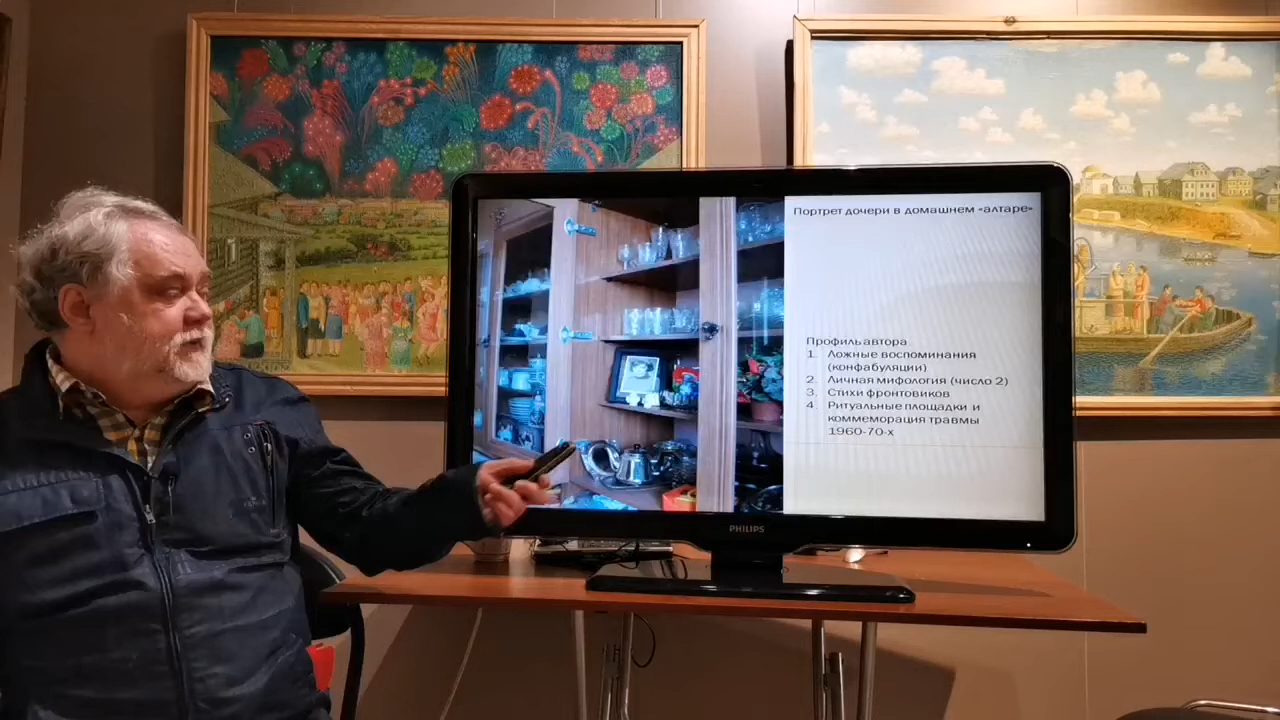 Портрет дочери в домашнем «алтаре»
Профиль автора
1. Ложные воспоминания
(конфабуляции)
2. Личная мифология (число 2)
3. Стихи фронтовиков
4. Ритуальные площадки и
коммеморация травмы
1960-70-х
PHILIPS